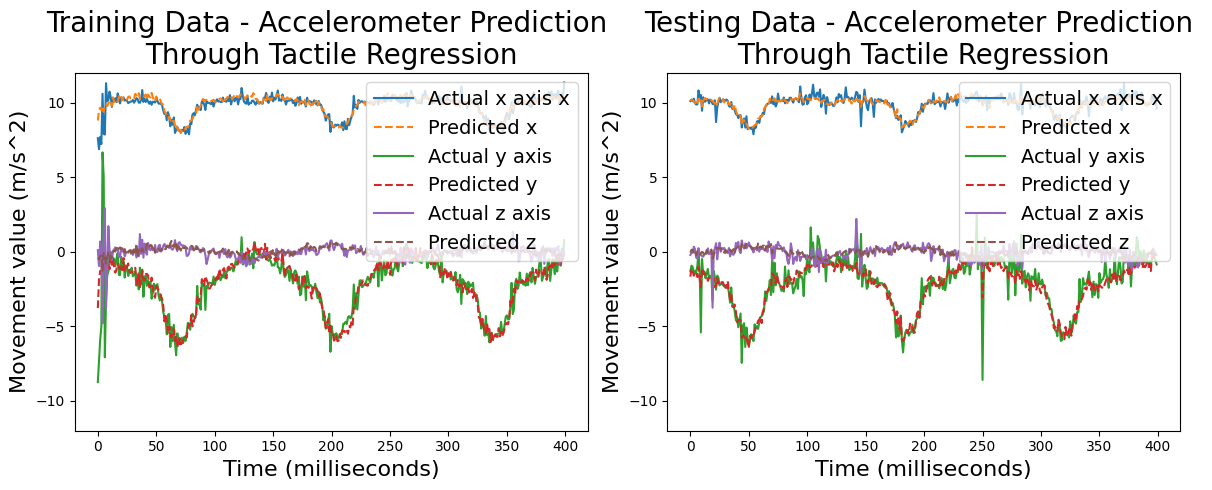 Training Data - Accelerometer Prediction
Through Tactile Regression
Movement value (m/s^2)
10
5
0
−5
−10
Actual x axis x
Predicted x
Actual y axis
Predicted y
Actual z axis
Predicted z
0 50 100 150 200 250 300 350 400
Time (milliseconds)
Testing Data - Accelerometer Prediction
Through Tactile Regression
Movement value (m/s^2)
10
5
0
−5
−10
Actual x axis x
Predicted x
Actual y axis
Predicted y
Actual z axis
Predicted z
0 50 100 150 200 250 300 350 400
Time (milliseconds)